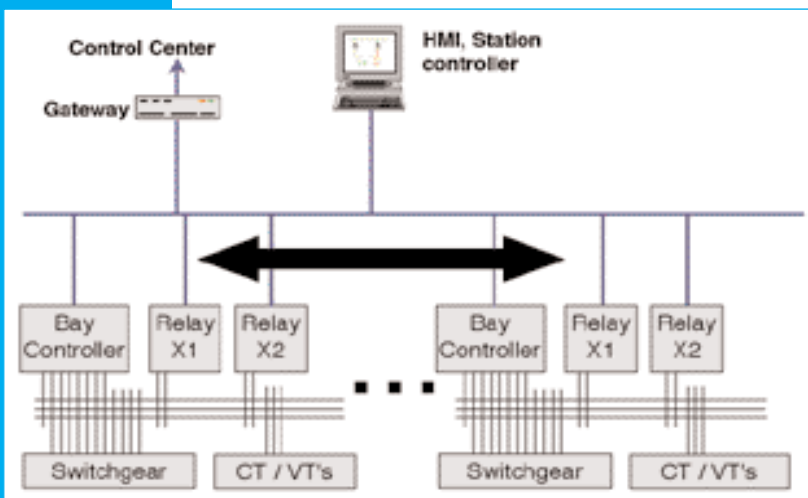 Control Center
HMI, Station
controller
Gateway
Bay
Controller
Relay
X1
Relay
X2
Bay
Controller
Relay
X1
Relay
X2
Switchgear
CT / VT's
Switchgear
CT / VT's